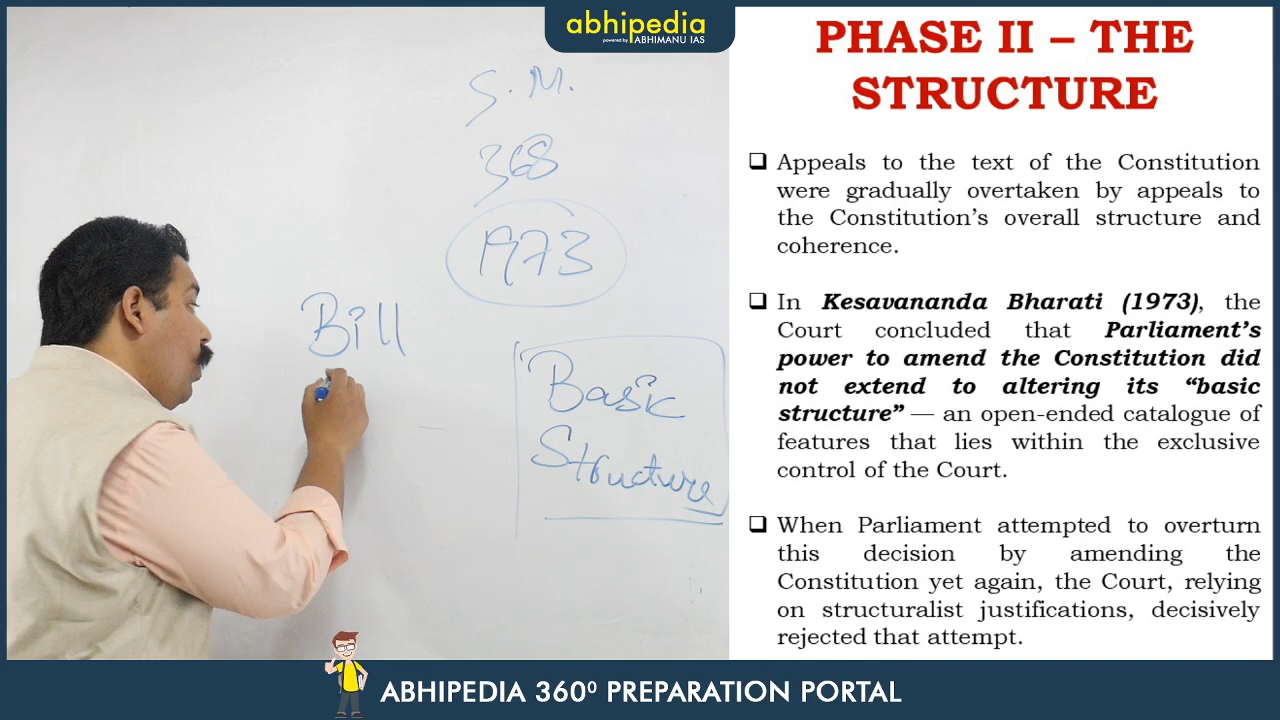 abhipedia
powered by ABHIMANU IAS
S. M.
368
1973
Bill
Basic
Structure
PHASE II – THE
STRUCTURE
❑ Appeals to the text of the Constitution
were gradually overtaken by appeals to
the Constitution’s overall structure and
coherence.
❑ In Kesavananda Bharati (1973), the
Court concluded that Parliament’s
power to amend the Constitution did
not extend to altering its “basic
structure” — an open-ended catalogue of
features that lies within the exclusive
control of the Court.
❑ When Parliament attempted to overturn
this decision by amending the
Constitution yet again, the Court, relying
on structuralist justifications, decisively
rejected that attempt.
ABHIPEDIA 360⁰ PREPARATION PORTAL